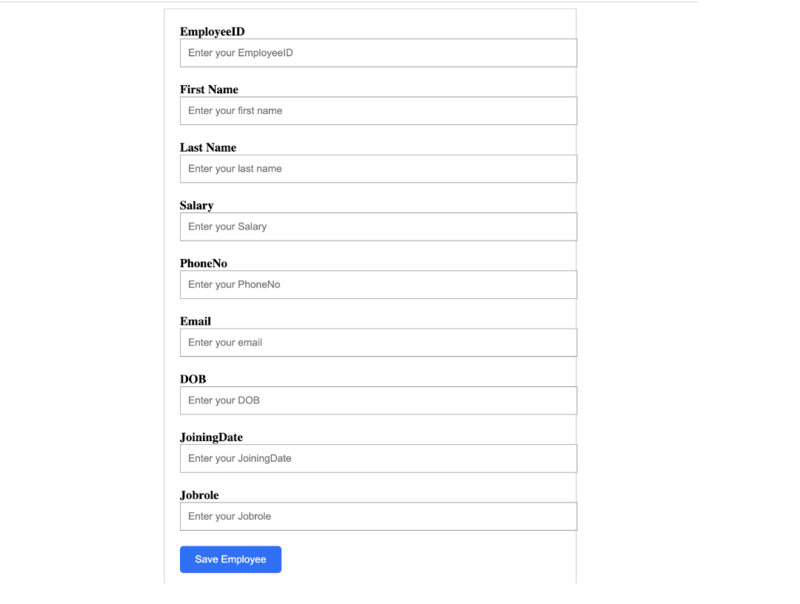 EmployeeID
Enter your EmployeeID
First Name
Enter your first name
Last Name
Enter your last name
Salary
Enter your Salary
PhoneNo
Enter your PhoneNo
Email
Enter your email
DOB
Enter your DOB
JoiningDate
Enter your JoiningDate
Jobrole
Enter your Jobrole
Save Employee